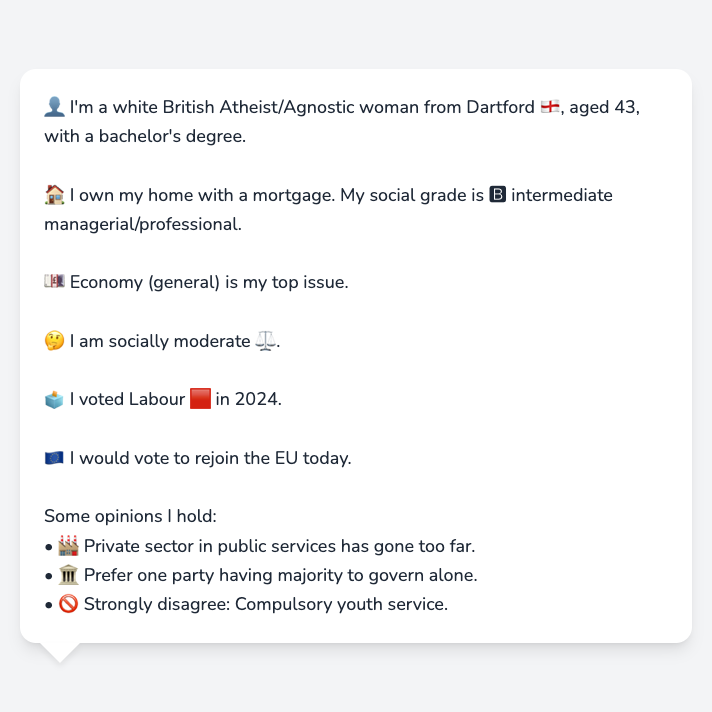 👤 I'm a white British Atheist/Agnostic woman from Dartford 🏴󠁧󠁢󠁥󠁮󠁧󠁿, aged 43,
with a bachelor's degree.
🏠 I own my home with a mortgage. My social grade is 🅱 intermediate
managerial/professional.
💷 Economy (general) is my top issue.
🤔 I am socially moderate ⚖️.
🗳️ I voted Labour 🟥 in 2024.
🇪🇺 I would vote to rejoin the EU today.
Some opinions I hold:
• 🏭 Private sector in public services has gone too far.
• 🏛️ Prefer one party having majority to govern alone.
• 🚫 Strongly disagree: Compulsory youth service.